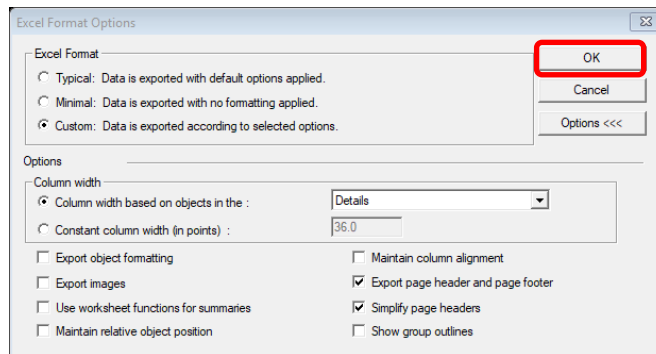 Excel Format Options
Excel Format
Typical: Data is exported with default options applied.
Minimal: Data is exported with no formatting applied.
Custom: Data is exported according to selected options.
OK
Cancel
Options <<<
Options
Column width
Column width based on objects in the :
Details
Constant column width (in points) :
36.0
Export object formatting
Maintain column alignment
Export images
Export page header and page footer
Use worksheet functions for summaries
Simplify page headers
Maintain relative object position
Show group outlines